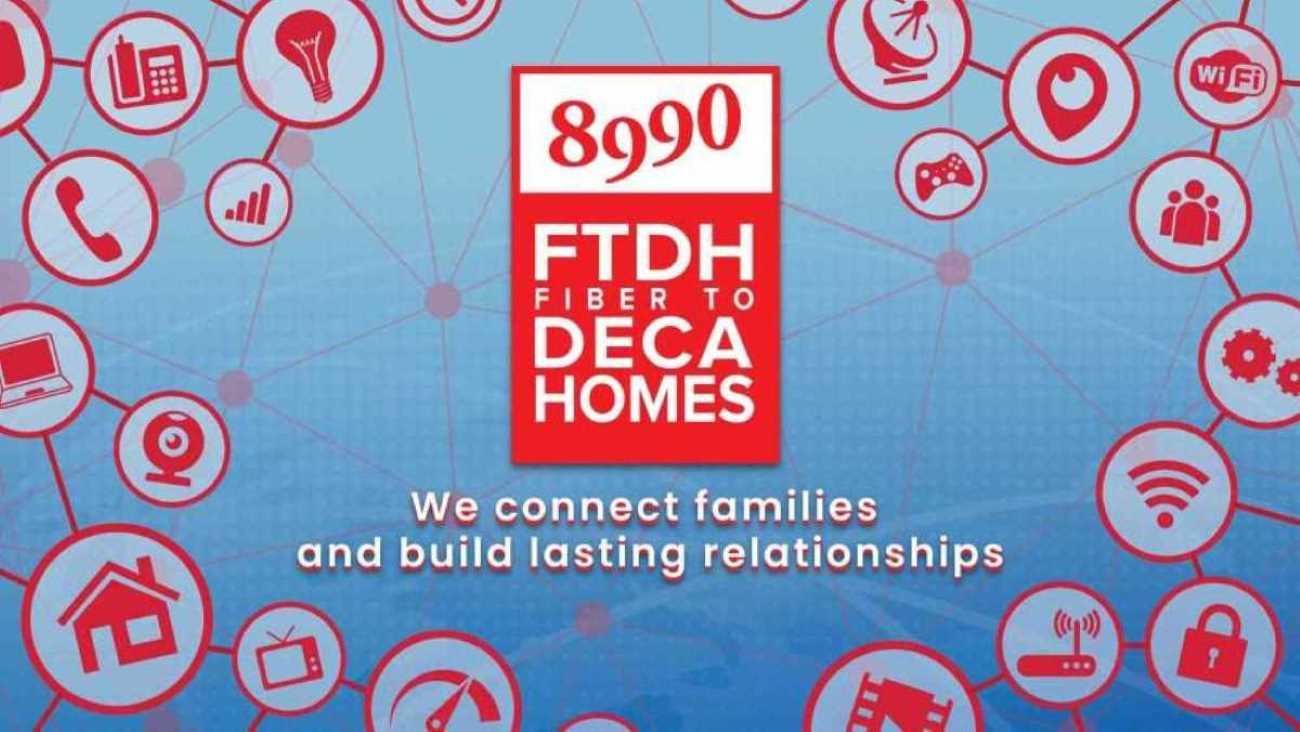 8990
FTDH
FIBER TO
DECA
HOMES
We connect families
and build lasting relationships
WiFi